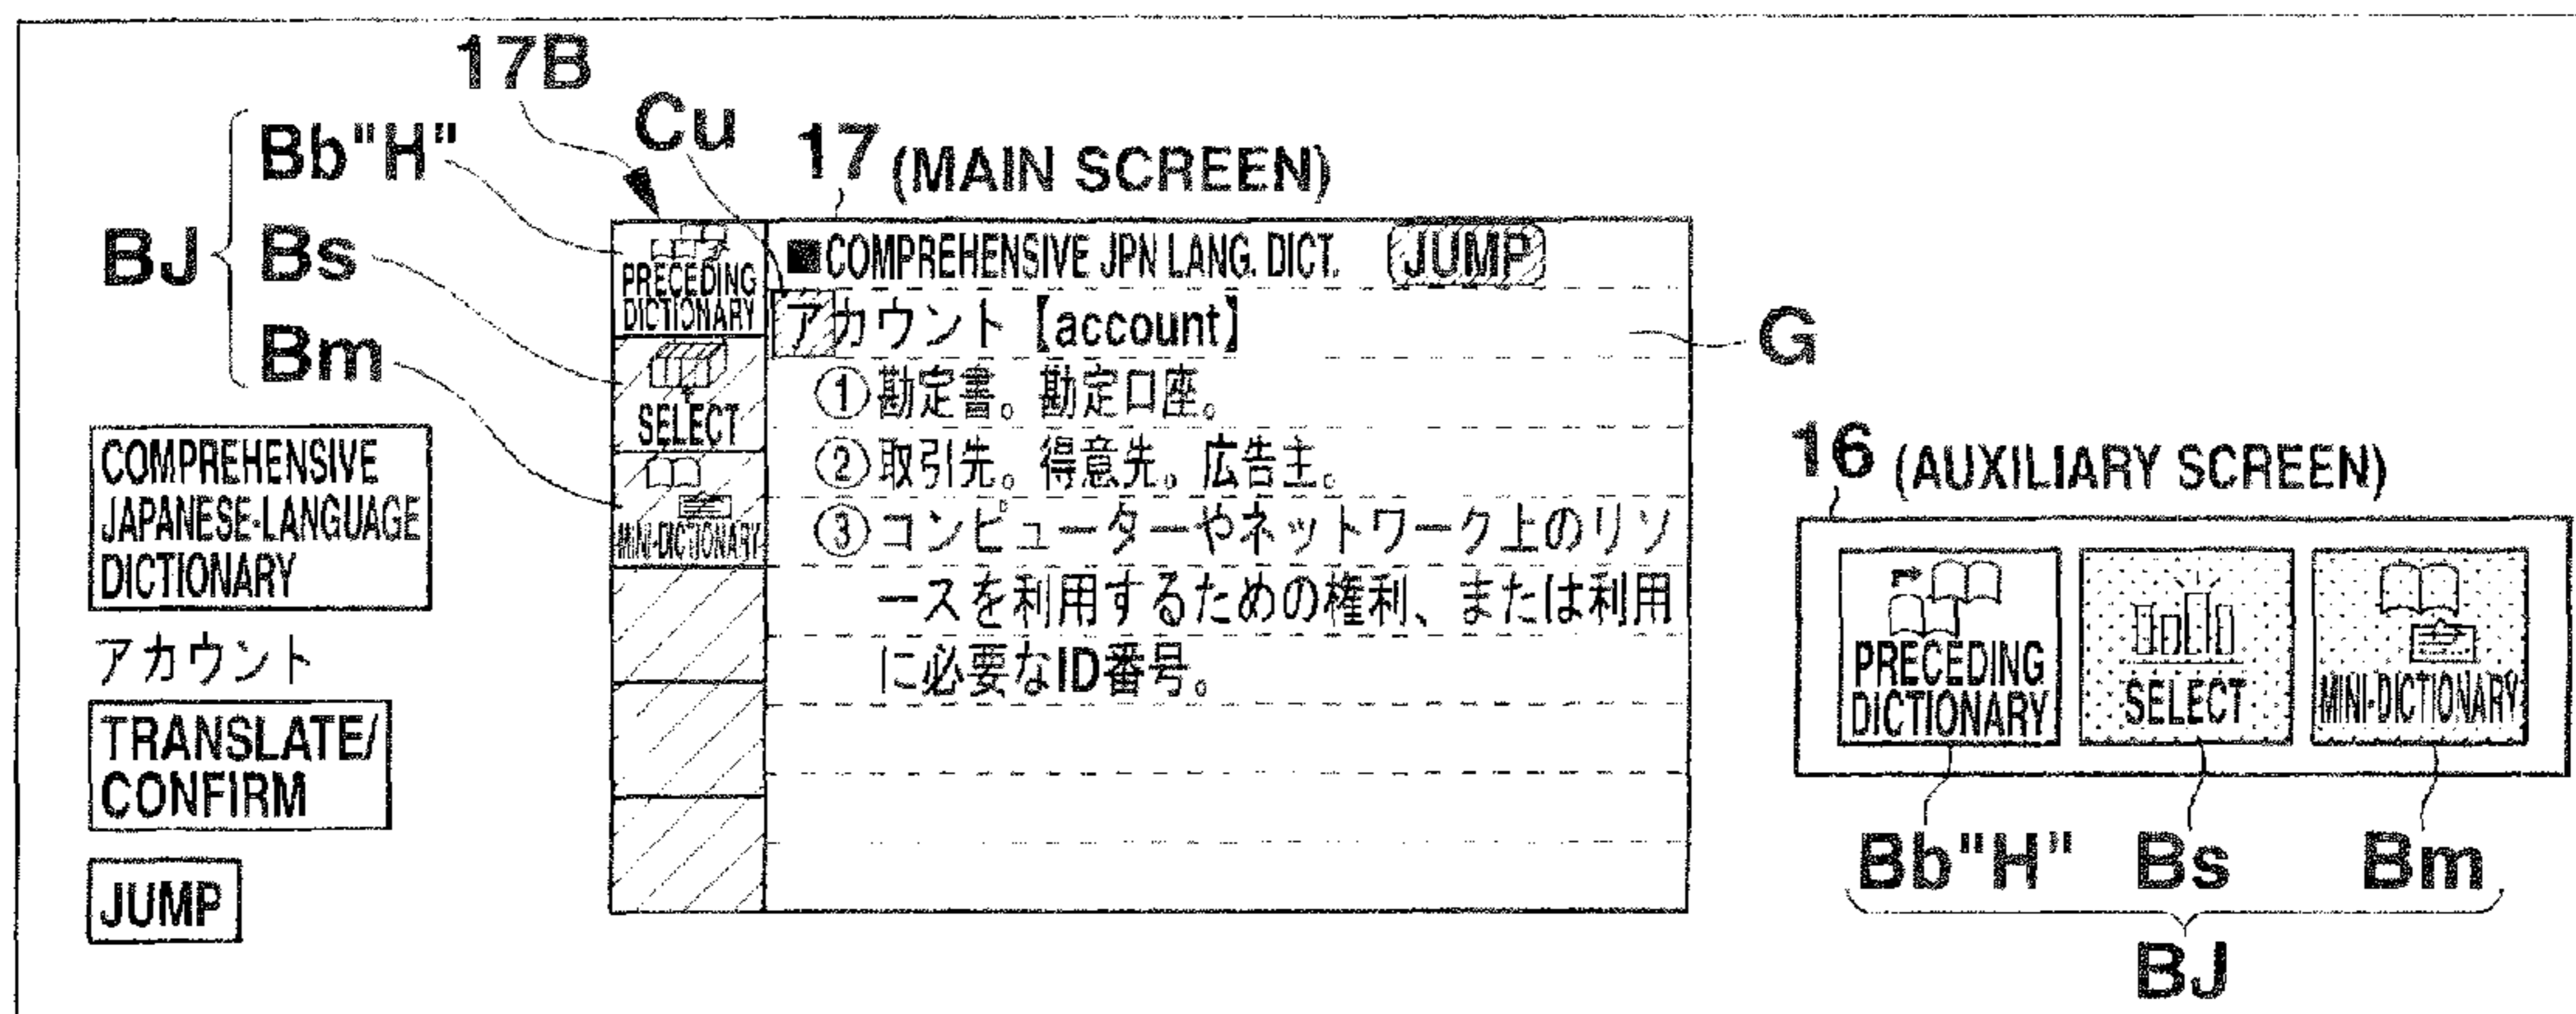 17B
Cu
BJ
Bb"H"
Bs
Bm
17 (MAIN SCREEN)
PRECEDING
DICTIONARY
SELECT
MINI-DICTIONARY
■COMPREHENSIVE JPN LANG. DICT. JUMP
アカウント【account】
①勘定書。勘定口座。
②取引先。得意先。広告主。
③コンピューターやネットワーク上のリソ
ースを利用するための権利、または利用
に必要なID番号。
G
COMPREHENSIVE
JAPANESE-LANGUAGE
DICTIONARY
アカウント
TRANSLATE/
CONFIRM
JUMP
16 (AUXILIARY SCREEN)
PRECEDING
DICTIONARY
SELECT
MINI-DICTIONARY
Bb"H"
Bs
Bm
BJ